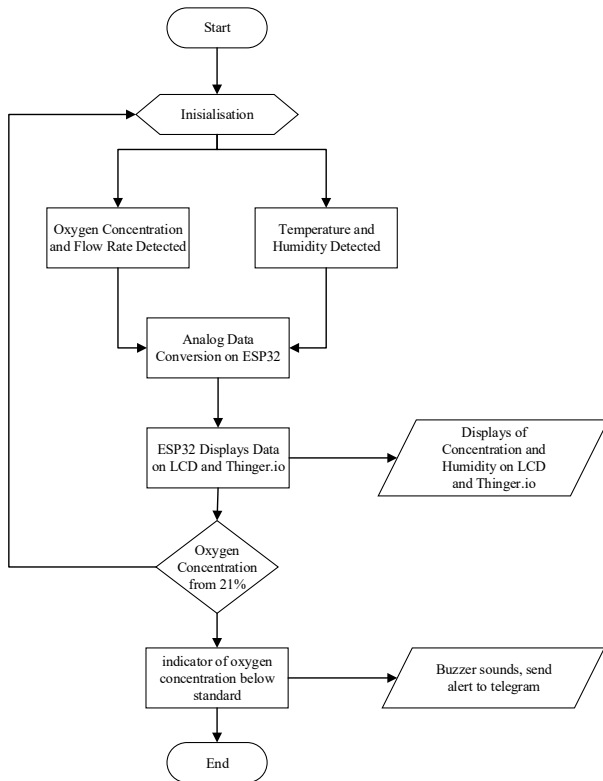 Start
Inisialisation
Oxygen Concentration
and Flow Rate Detected
Temperature and
Humidity Detected
Analog Data
Conversion on ESP32
ESP32 Displays Data
on LCD and Thinger.io
Displays of
Concentration and
Humidity on LCD
and Thinger.io
Oxygen
Concentration
from 21%
indicator of oxygen
concentration below
standard
Buzzer sounds, send
alert to telegram
End